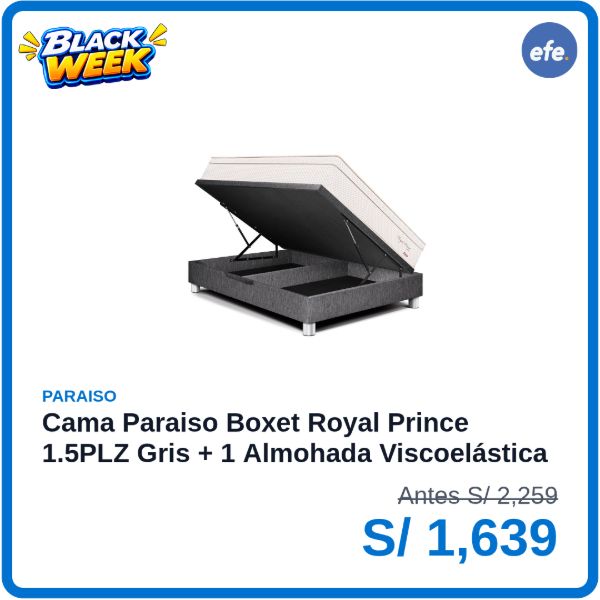 BLACK
WEEK
efe.
PARAISO
Cama Paraiso Boxet Royal Prince
1.5PLZ Gris + 1 Almohada Viscoelástica
Antes S/ 2,259
S/ 1,639